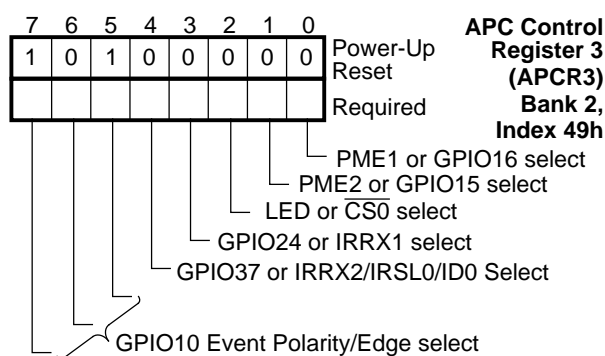 7 6 5 4 3 2 1 0
1 0 1 0 0 0 0 0
Power-Up
Reset
Required
APC Control
Register 3
(APCR3)
Bank 2,
Index 49h
PME1 or GPIO16 select
PME2 or GPIO15 select
LED or CS0 select
GPIO24 or IRRX1 select
GPIO37 or IRRX2/IRSL0/ID0 Select
GPIO10 Event Polarity/Edge select